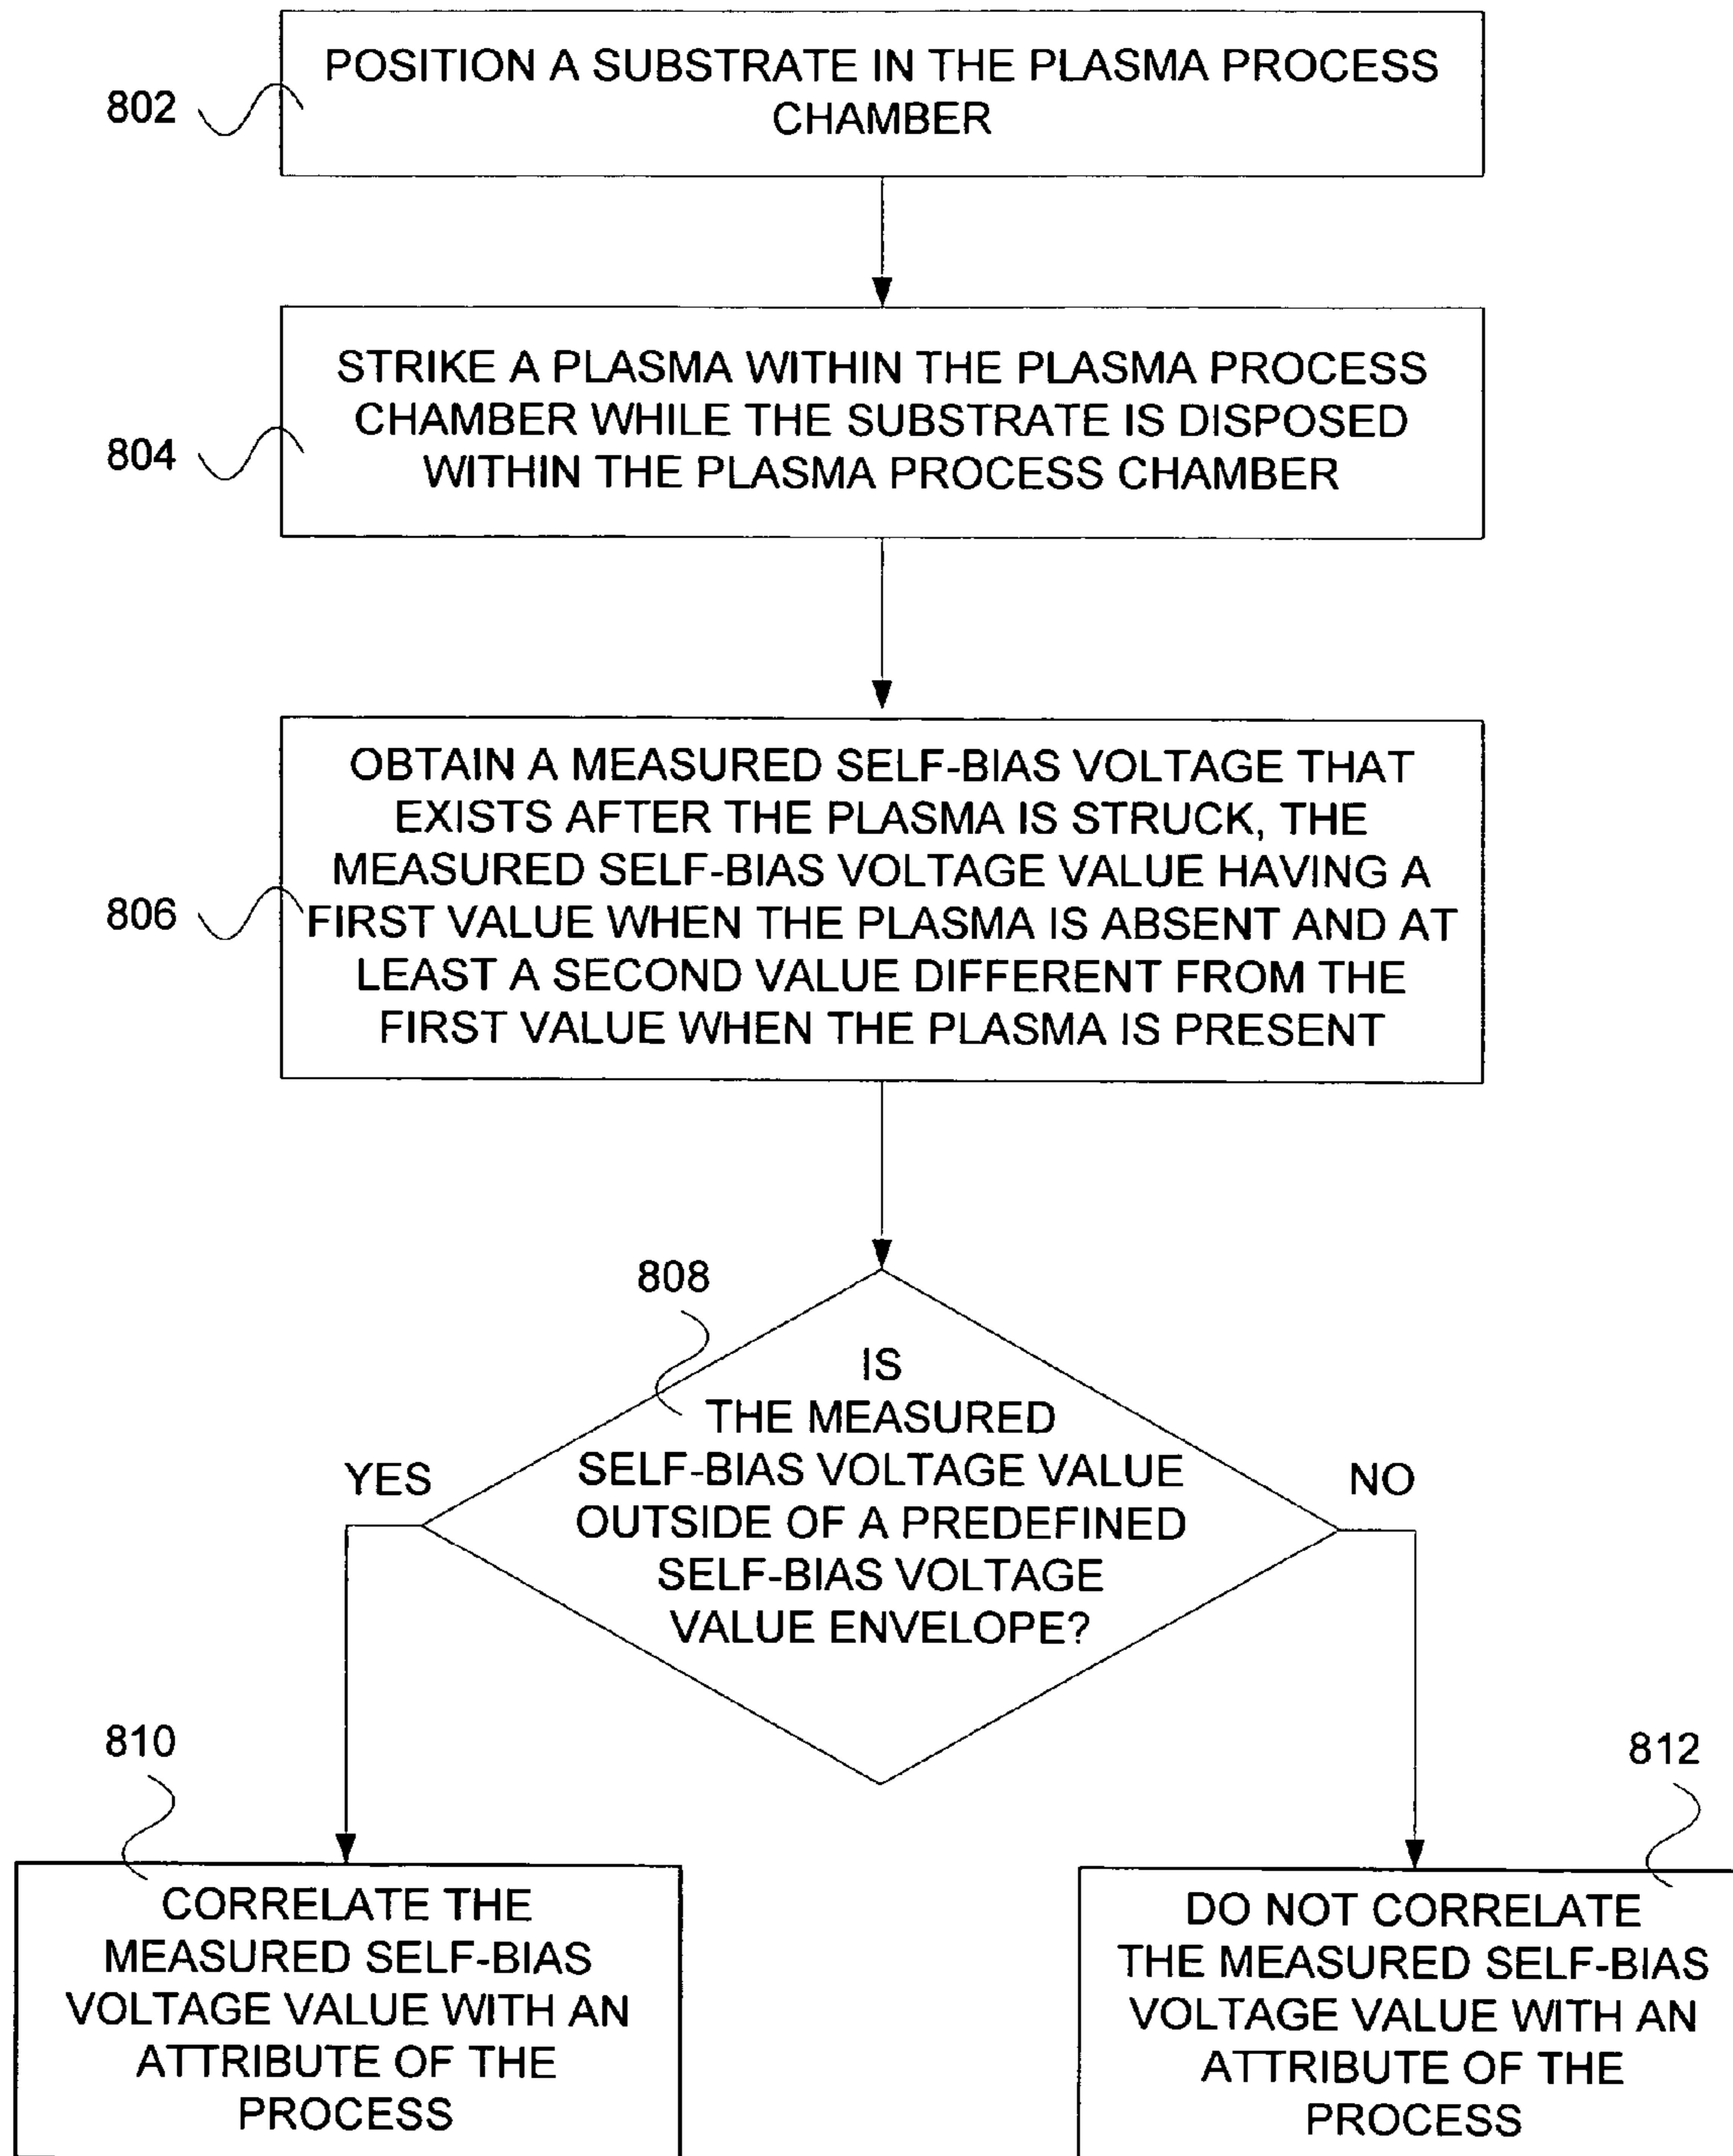 802
POSITION A SUBSTRATE IN THE PLASMA PROCESS
CHAMBER
804
STRIKE A PLASMA WITHIN THE PLASMA PROCESS
CHAMBER WHILE THE SUBSTRATE IS DISPOSED
WITHIN THE PLASMA PROCESS CHAMBER
806
OBTAIN A MEASURED SELF-BIAS VOLTAGE THAT
EXISTS AFTER THE PLASMA IS STRUCK, THE
MEASURED SELF-BIAS VOLTAGE VALUE HAVING A
FIRST VALUE WHEN THE PLASMA IS ABSENT AND AT
LEAST A SECOND VALUE DIFFERENT FROM THE
FIRST VALUE WHEN THE PLASMA IS PRESENT
808
IS
THE MEASURED
SELF-BIAS VOLTAGE VALUE
OUTSIDE OF A PREDEFINED
SELF-BIAS VOLTAGE
VALUE ENVELOPE?
YES
NO
810
CORRELATE THE
MEASURED SELF-BIAS
VOLTAGE VALUE WITH AN
ATTRIBUTE OF THE
PROCESS
812
DO NOT CORRELATE
THE MEASURED SELF-BIAS
VOLTAGE VALUE WITH AN
ATTRIBUTE OF THE
PROCESS